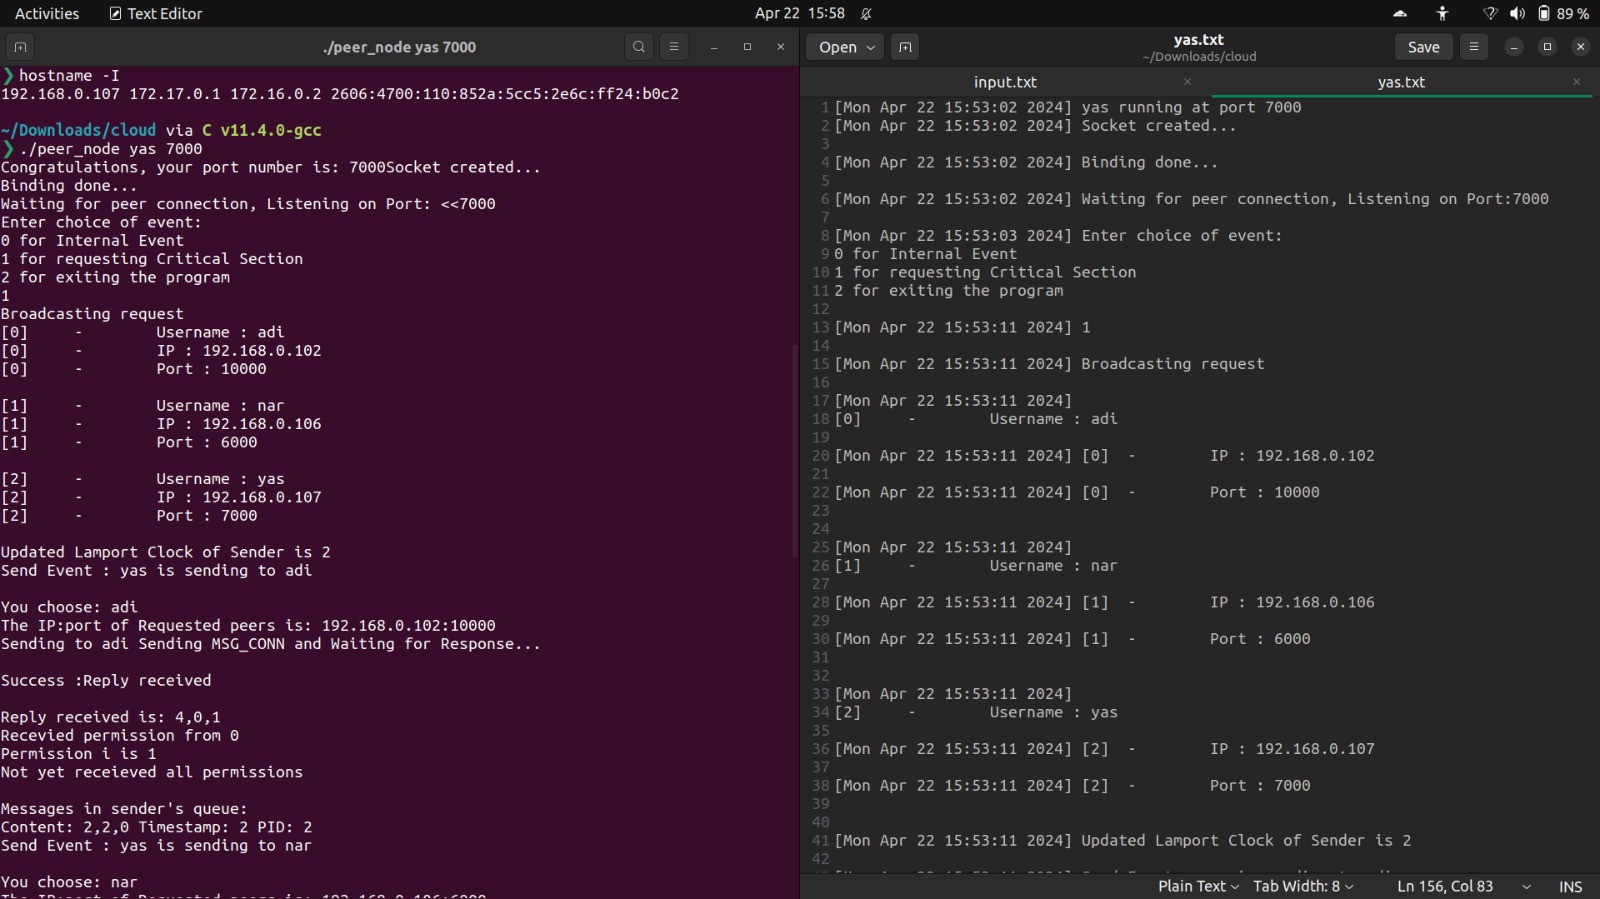 Activities Text Editor Apr 22 15:58 89 %
./peer_node yas 7000
❯ hostname -I
192.168.0.107 172.17.0.1 172.16.0.2 2606:4700:110:852a:5cc5:2e6c:ff24:b0c2
~/Downloads/cloud via C v11.4.0-gcc
❯ ./peer_node yas 7000
Congratulations, your port number is: 7000Socket created...
Binding done...
Waiting for peer connection, Listening on Port: <<7000
Enter choice of event:
0 for Internal Event
1 for requesting Critical Section
2 for exiting the program
1
Broadcasting request
[0] - Username : adi
[0] - IP : 192.168.0.102
[0] - Port : 10000
[1] - Username : nar
[1] - IP : 192.168.0.106
[1] - Port : 6000
[2] - Username : yas
[2] - IP : 192.168.0.107
[2] - Port : 7000
Updated Lamport Clock of Sender is 2
Send Event : yas is sending to adi
You choose: adi
The IP:port of Requested peers is: 192.168.0.102:10000
Sending to adi Sending MSG_CONN and Waiting for Response...
Success :Reply received
Reply received is: 4,0,1
Recevied permission from 0
Permission i is 1
Not yet receieved all permissions
Messages in sender's queue:
Content: 2,2,0 Timestamp: 2 PID: 2
Send Event : yas is sending to nar
You choose: nar
The IP:port of Requested peers is: 192.168.0.106:6000
Open yas.txt Save
~/Downloads/cloud
input.txt yas.txt
1 [Mon Apr 22 15:53:02 2024] yas running at port 7000
2 [Mon Apr 22 15:53:02 2024] Socket created...
3
4 [Mon Apr 22 15:53:02 2024] Binding done...
5
6 [Mon Apr 22 15:53:02 2024] Waiting for peer connection, Listening on Port:7000
7
8 [Mon Apr 22 15:53:03 2024] Enter choice of event:
9 0 for Internal Event
10 1 for requesting Critical Section
11 2 for exiting the program
12
13 [Mon Apr 22 15:53:11 2024] 1
14
15 [Mon Apr 22 15:53:11 2024] Broadcasting request
16
17 [Mon Apr 22 15:53:11 2024]
18 [0] - Username : adi
19
20 [Mon Apr 22 15:53:11 2024] [0] - IP : 192.168.0.102
21
22 [Mon Apr 22 15:53:11 2024] [0] - Port : 10000
23
24
25 [Mon Apr 22 15:53:11 2024]
26 [1] - Username : nar
27
28 [Mon Apr 22 15:53:11 2024] [1] - IP : 192.168.0.106
29
30 [Mon Apr 22 15:53:11 2024] [1] - Port : 6000
31
32
33 [Mon Apr 22 15:53:11 2024]
34 [2] - Username : yas
35
36 [Mon Apr 22 15:53:11 2024] [2] - IP : 192.168.0.107
37
38 [Mon Apr 22 15:53:11 2024] [2] - Port : 7000
39
40
41 [Mon Apr 22 15:53:11 2024] Updated Lamport Clock of Sender is 2
42
Plain Text Tab Width: 8 Ln 156, Col 83 INS